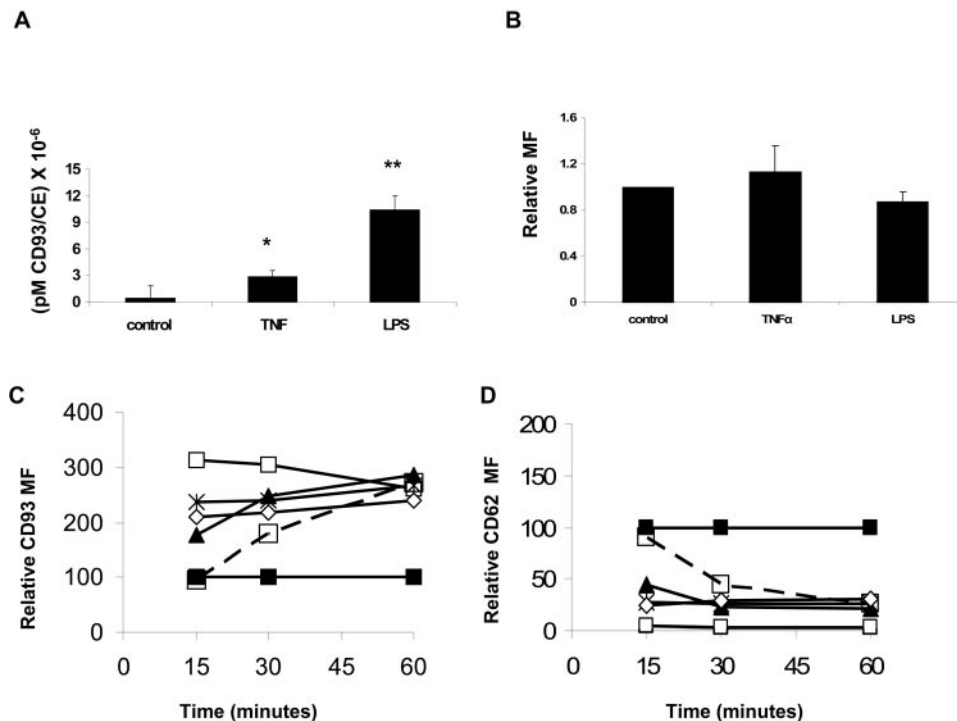 A
(pM CD93/CE) X 10⁻⁶
15
12
9
6
3
0
*
**
control TNF LPS
B
Relative MF
1.6
1.2
0.8
0.4
0
control TNFα LPS
C
Relative CD93 MF
400
300
200
100
0
0 15 30 45 60
Time (minutes)
D
Relative CD62 MF
200
150
100
50
0
0 15 30 45 60
Time (minutes)